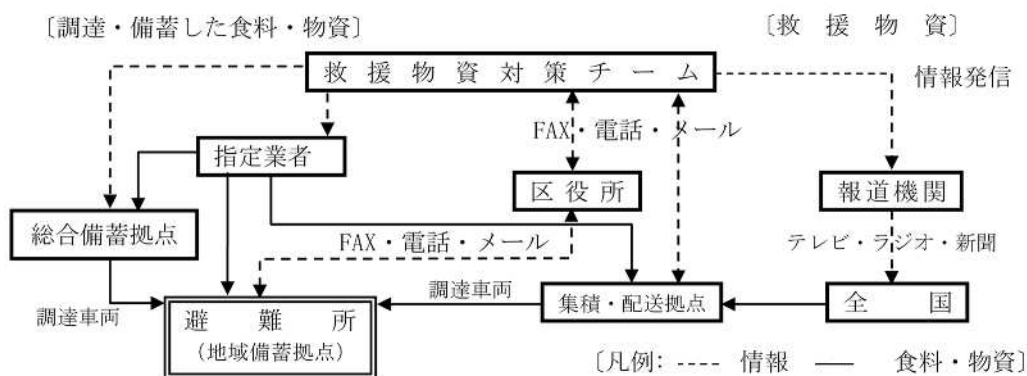 〔調達・備蓄した食料・物資〕
〔救援物資〕
救援物資対策チーム
情報発信
FAX・電話・メール
指定業者
区役所
報道機関
総合備蓄拠点
FAX・電話・メール
テレビ・ラジオ・新聞
調達車両
避難所
（地域備蓄拠点）
調達車両
集積・配送拠点
全国
〔凡例: ---- 情報 ── 食料・物資〕